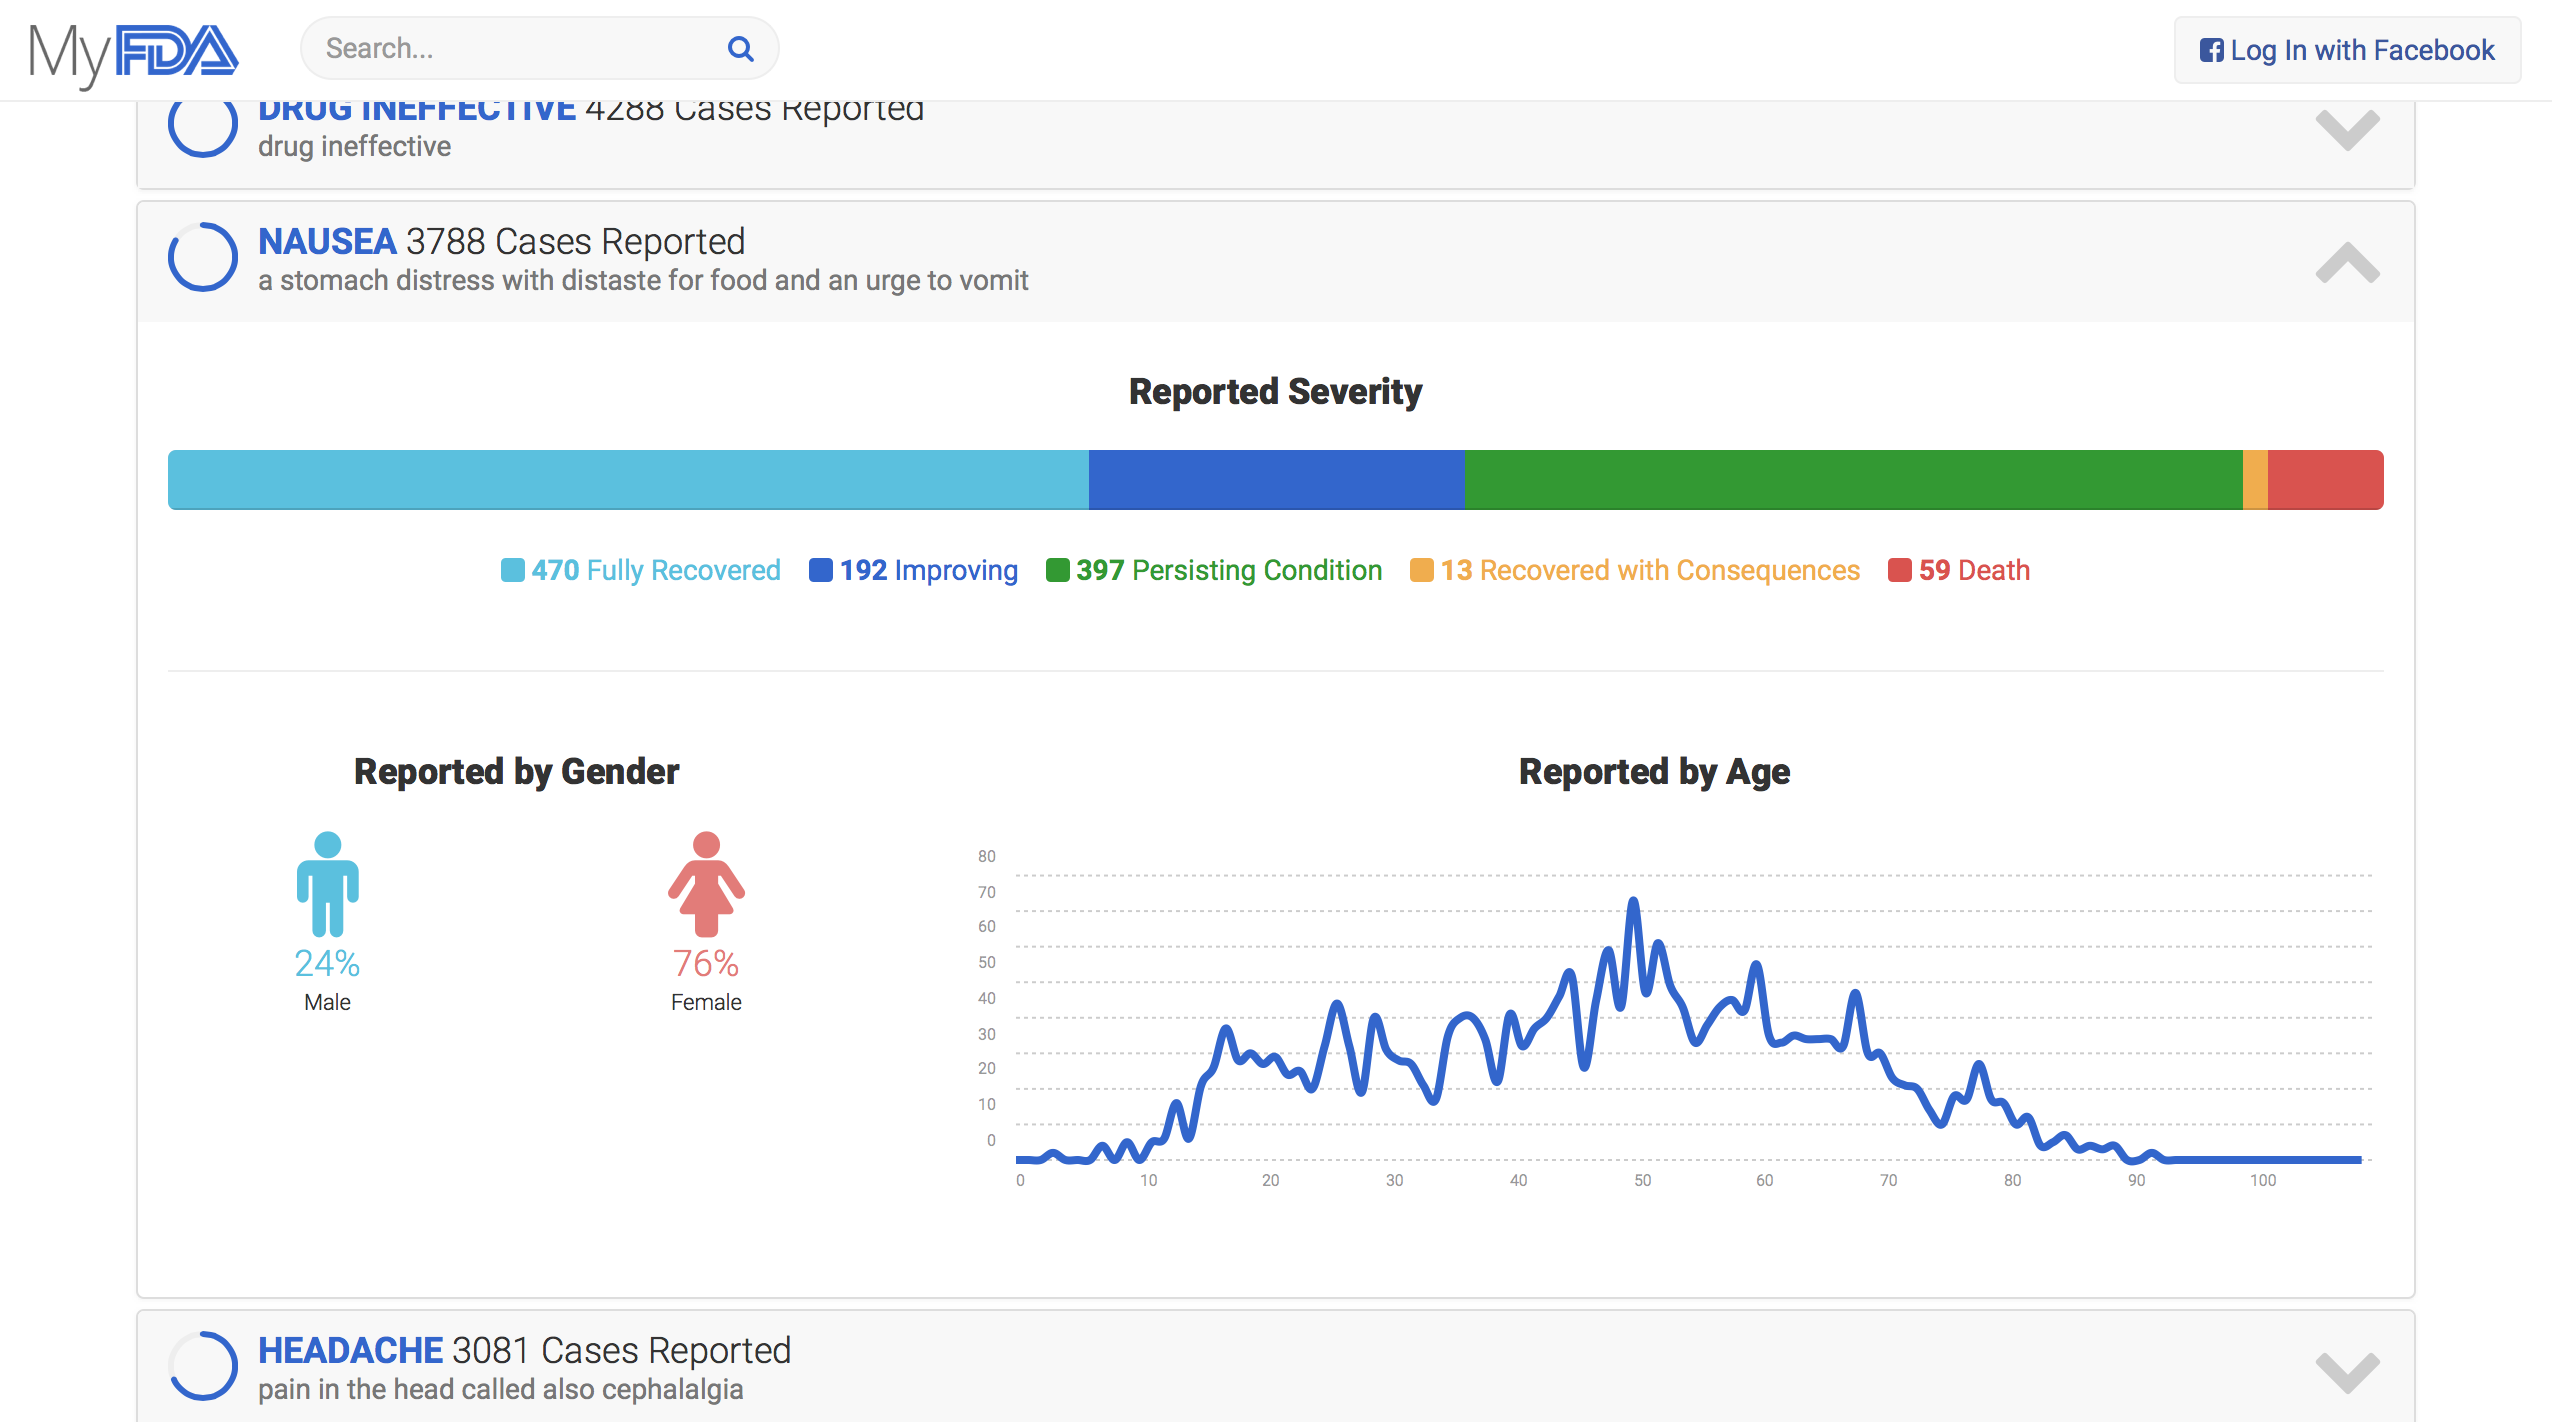 MyFDA
Search...
Log In with Facebook
DRUG INEFFECTIVE 4288 Cases Reported
drug ineffective
NAUSEA 3788 Cases Reported
a stomach distress with distaste for food and an urge to vomit
Reported Severity
470 Fully Recovered 192 Improving 397 Persisting Condition 13 Recovered with Consequences 59 Death
Reported by Gender
24%
Male
76%
Female
Reported by Age
80
70
60
50
40
30
20
10
0
0 10 20 30 40 50 60 70 80 90 100
HEADACHE 3081 Cases Reported
pain in the head called also cephalalgia